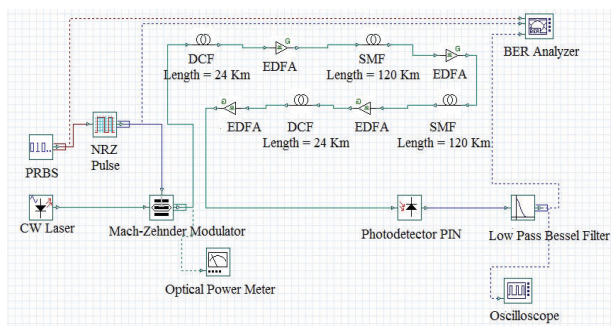 DCF
Length = 24 Km
EDFA
SMF
Length = 120 Km
EDFA
BER Analyzer
EDFA
DCF
Length = 24 Km
EDFA
SMF
Length = 120 Km
PRBS
NRZ
Pulse
CW Laser
Mach-Zehnder Modulator
Photodetector PIN
Low Pass Bessel Filter
Optical Power Meter
Oscilloscope